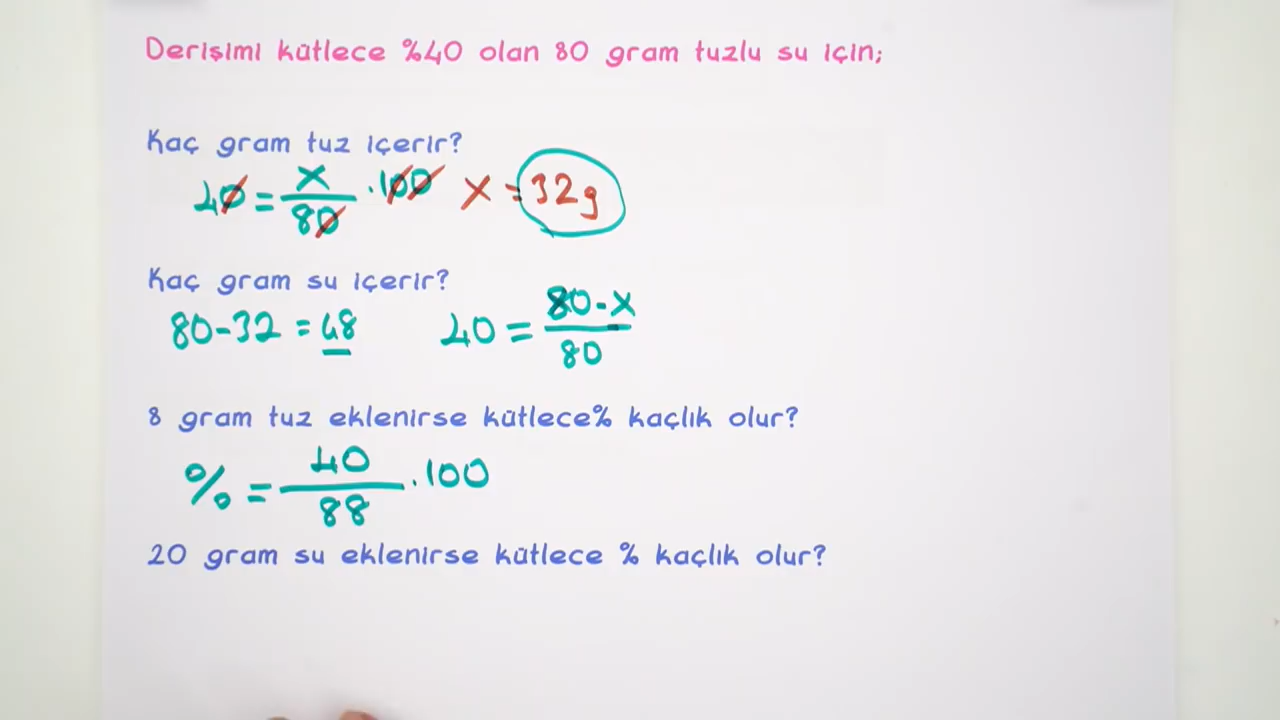 Derişimi kütlece %40 olan 80 gram tuzlu su için;
Kaç gram tuz içerir?
40 = x/80 .100 x = 32g
Kaç gram su içerir?
80-32 = 48 40 = 80-x/80
8 gram tuz eklenirse kütlece% kaçlık olur?
% = 40/88 .100
20 gram su eklenirse kütlece % kaçlık olur?